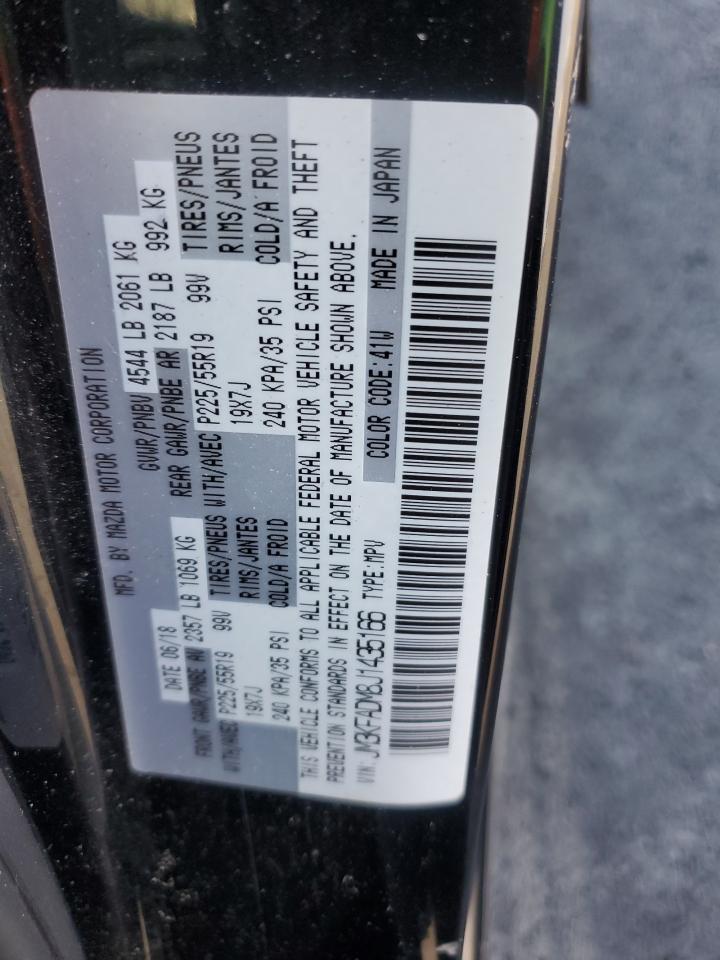 MFD. BY MAZDA MOTOR CORPORATION
DATE 06/18 GVWR/PNBV 4544 LB 2061 KG
FRONT GAWR/PNBE AV 2357 LB 1069 KG REAR GAWR/PNBE AR 2187 LB 992 KG
WITH/AVEC P225/55R19 99V TIRES/PNEUS WITH/AVEC P225/55R19 99V TIRES/PNEUS
19X7J RIMS/JANTES 19X7J RIMS/JANTES
240 KPA/35 PSI COLD/A FROID 240 KPA/35 PSI COLD/A FROID
THIS VEHICLE CONFORMS TO ALL APPLICABLE FEDERAL MOTOR VEHICLE SAFETY AND THEFT
PREVENTION STANDARDS IN EFFECT ON THE DATE OF MANUFACTURE SHOWN ABOVE.
VIN: JM3KFADM8J1435166 TYPE:MPV COLOR CODE:41W MADE IN JAPAN